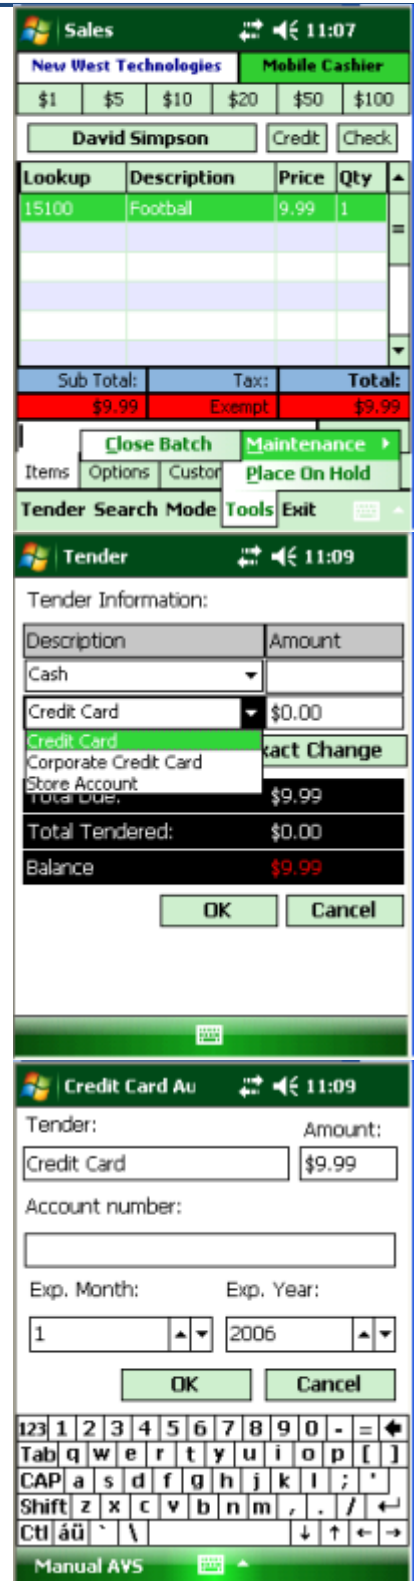 Sales 11:07
New West Technologies Mobile Cashier
$1 $5 $10 $20 $50 $100
David Simpson Credit Check
Lookup Description Price Qty
15100 Football 9.99 1
Sub Total: Tax: Total:
$9.99 Exempt $9.99
Close Batch Maintenance
Items Options Custor Place On Hold
Tender Search Mode Tools Exit
Tender 11:09
Tender Information:
Description Amount
Cash
Credit Card $0.00
Credit Card
Corporate Credit Card xact Change
Store Account
Total Due: $9.99
Total Tendered: $0.00
Balance $9.99
OK Cancel
Credit Card Au 11:09
Tender: Amount:
Credit Card $9.99
Account number:
Exp. Month: Exp. Year:
1 2006
OK Cancel
123 1 2 3 4 5 6 7 8 9 0 - =
Tab q w e r t y u i o p [ ]
CAP a s d f g h j k l ; '
Shift z x c v b n m , . /
Ctl áü ` \
Manual AVS